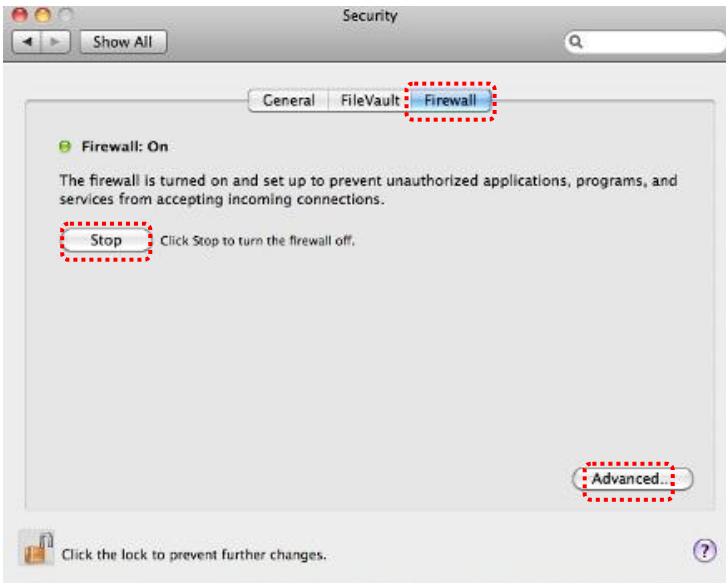 Security
Show All
General FileVault Firewall
Firewall: On
The firewall is turned on and set up to prevent unauthorized applications, programs, and
services from accepting incoming connections.
Stop Click Stop to turn the firewall off.
Advanced...
Click the lock to prevent further changes.
?